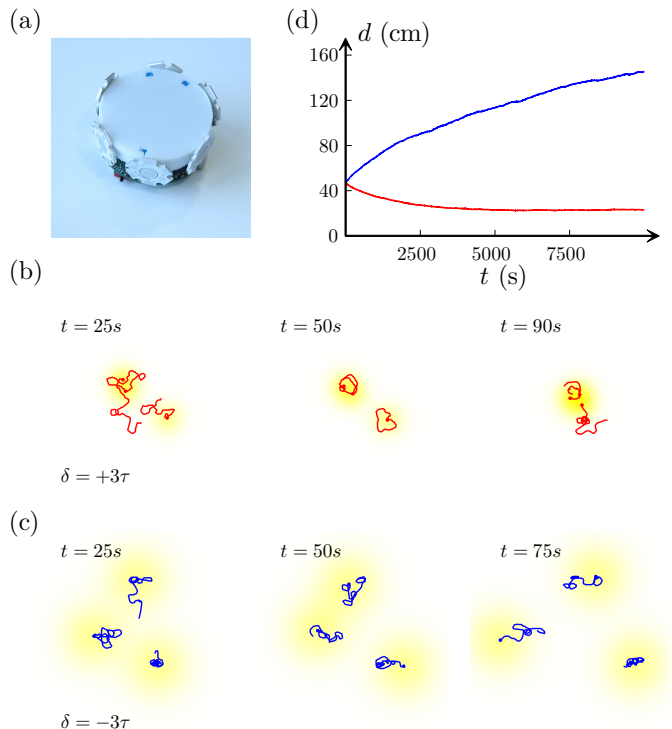 (a)
(d)
d (cm)
160
120
80
40
0
2500
5000
7500
t (s)
(b)
t = 25s
t = 50s
t = 90s
δ = +3τ
(c)
t = 25s
t = 50s
t = 75s
δ = −3τ